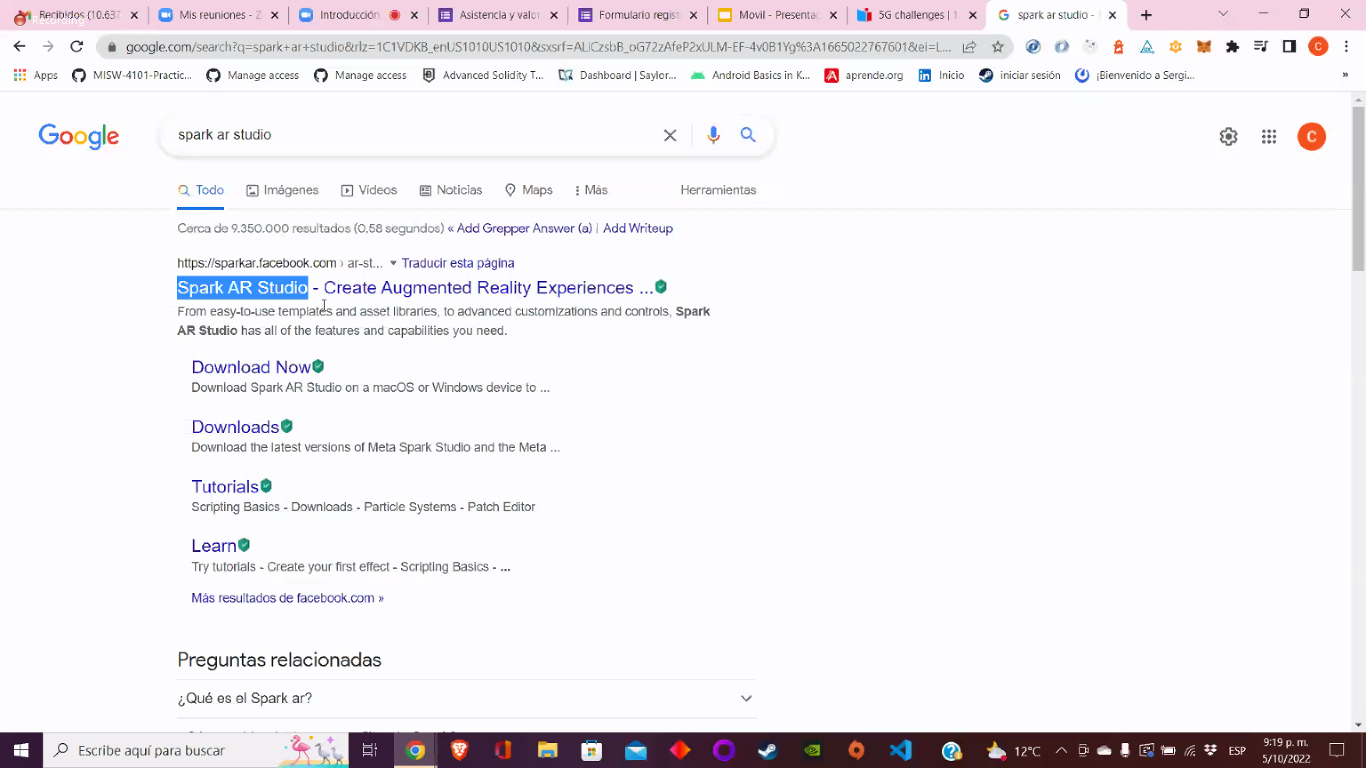 Recording
Recibidos (10.637
Mis reuniones - Z
Introducción
Asistencia y valor
Formulario regist
Movil - Presentac
5G challenges | 1.
spark ar studio -
google.com/search?q=spark+ar+studio&rlz=1C1VDKB_enUS1010US1010&sxsrf=ALiCzsbB_oG72zAfeP2xULM-EF-4v0B1Yg%3A1665022767601&ei=L...
Apps
MISW-4101-Practic...
Manage access
Manage access
Advanced Solidity T...
Dashboard | Saylor...
Android Basics in K...
aprende.org
Inicio
iniciar sesión
¡Bienvenido a Sergi...
»
Google
spark ar studio
C
Todo
Imágenes
Vídeos
Noticias
Maps
Más
Herramientas
Cerca de 9.350.000 resultados (0,58 segundos) « Add Grepper Answer (a) | Add Writeup
https://sparkar.facebook.com › ar-st... Traducir esta página
Spark AR Studio - Create Augmented Reality Experiences ...
From easy-to-use templates and asset libraries, to advanced customizations and controls, Spark
AR Studio has all of the features and capabilities you need.
Download Now
Download Spark AR Studio on a macOS or Windows device to ...
Downloads
Download the latest versions of Meta Spark Studio and the Meta ...
Tutorials
Scripting Basics - Downloads - Particle Systems - Patch Editor
Learn
Try tutorials - Create your first effect - Scripting Basics - ...
Más resultados de facebook.com »
Preguntas relacionadas
¿Qué es el Spark ar?
Escribe aquí para buscar
12°C
ESP
9:19 p. m.
5/10/2022